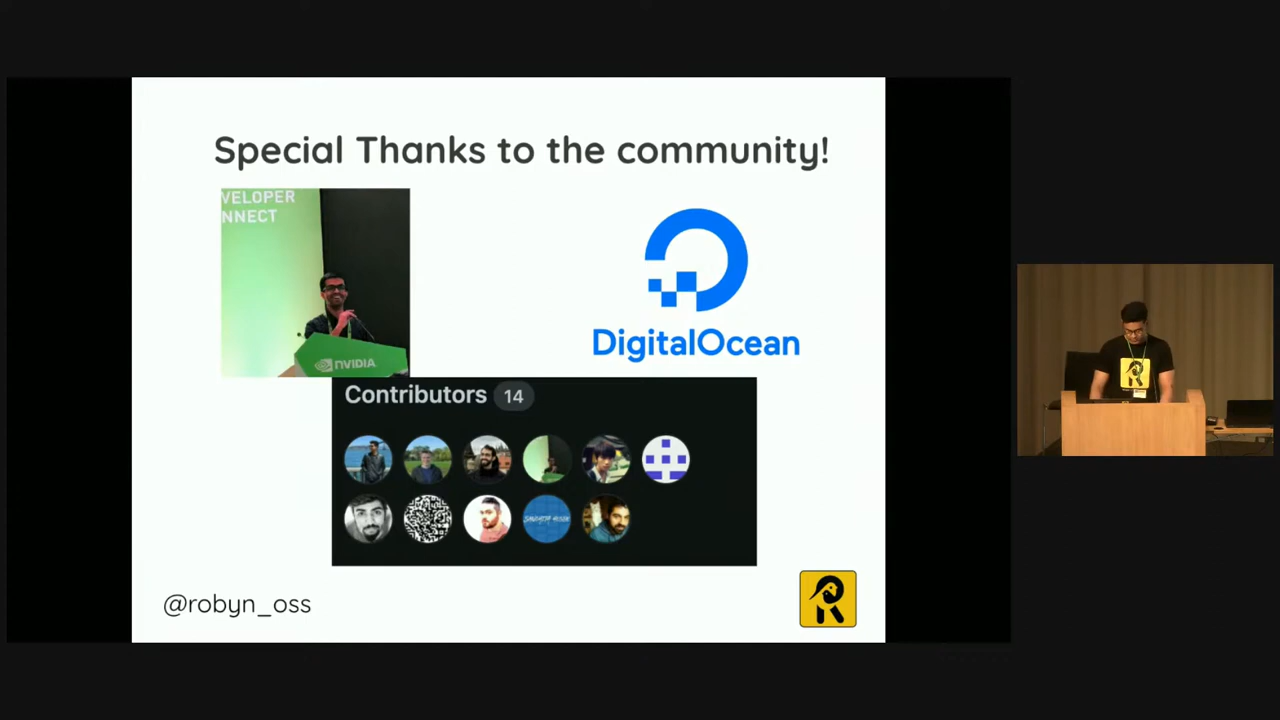 Special Thanks to the community!
VELOPER
NNECT
NVIDIA
DigitalOcean
Contributors 14
@robyn_oss